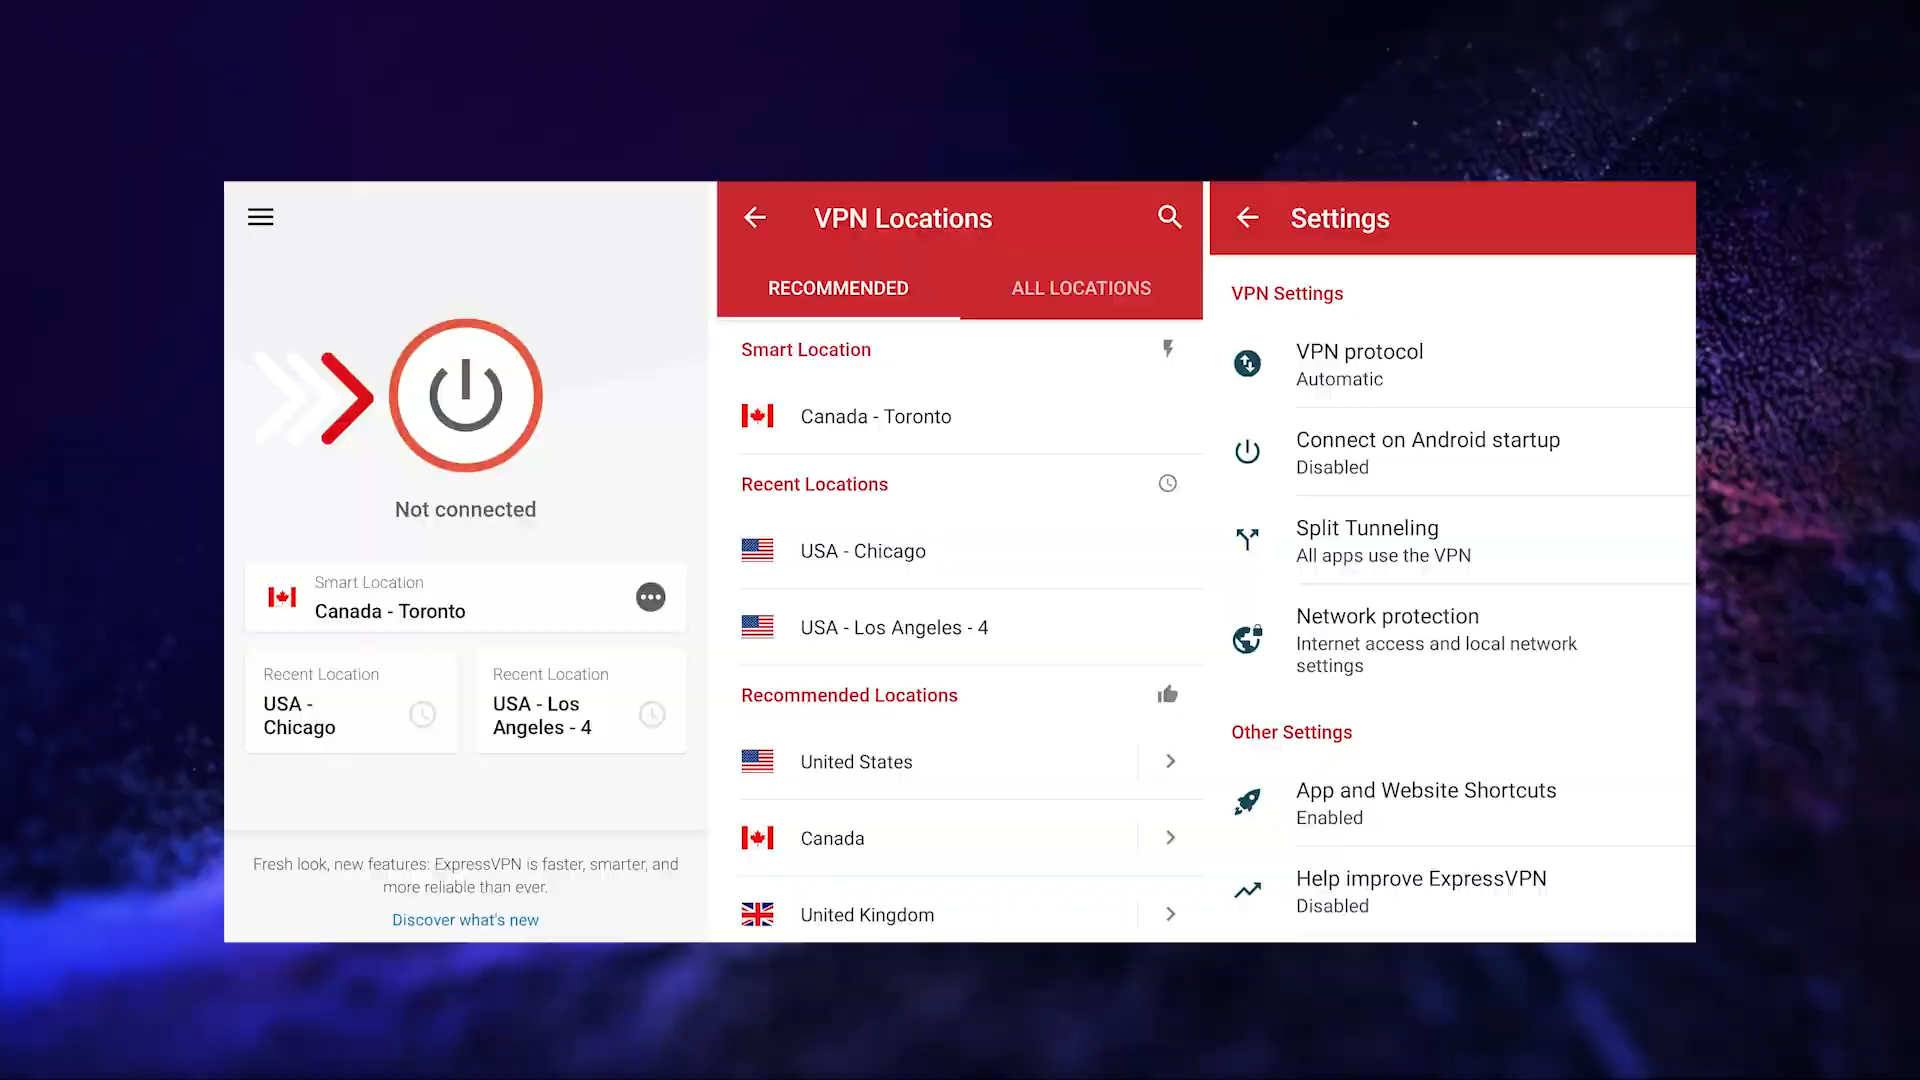 Not connected
Smart Location
Canada - Toronto
Recent Location
USA -
Chicago
Recent Location
USA - Los
Angeles - 4
Fresh look, new features: ExpressVPN is faster, smarter, and
more reliable than ever.
Discover what's new
VPN Locations
RECOMMENDED
ALL LOCATIONS
Smart Location
Canada - Toronto
Recent Locations
USA - Chicago
USA - Los Angeles - 4
Recommended Locations
United States
Canada
United Kingdom
Settings
VPN Settings
VPN protocol
Automatic
Connect on Android startup
Disabled
Split Tunneling
All apps use the VPN
Network protection
Internet access and local network
settings
Other Settings
App and Website Shortcuts
Enabled
Help improve ExpressVPN
Disabled